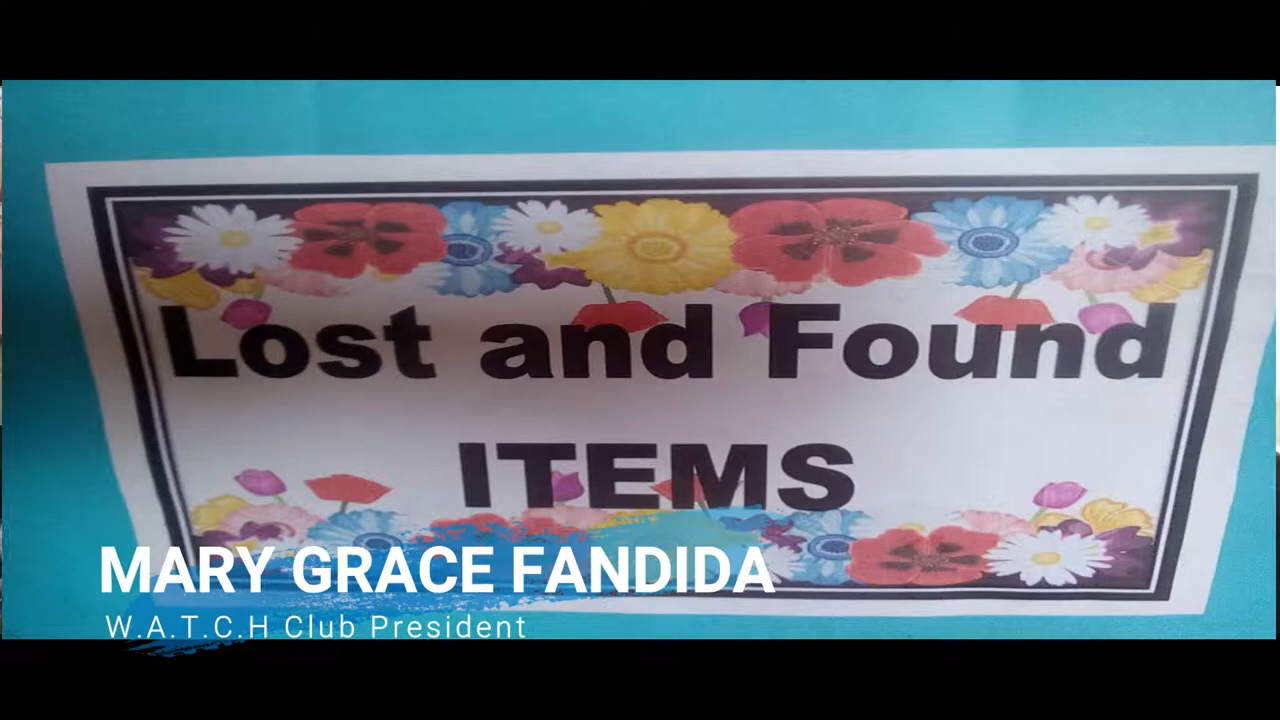 Lost and Found
ITEMS
MARY GRACE FANDIDA
W.A.T.C.H Club President